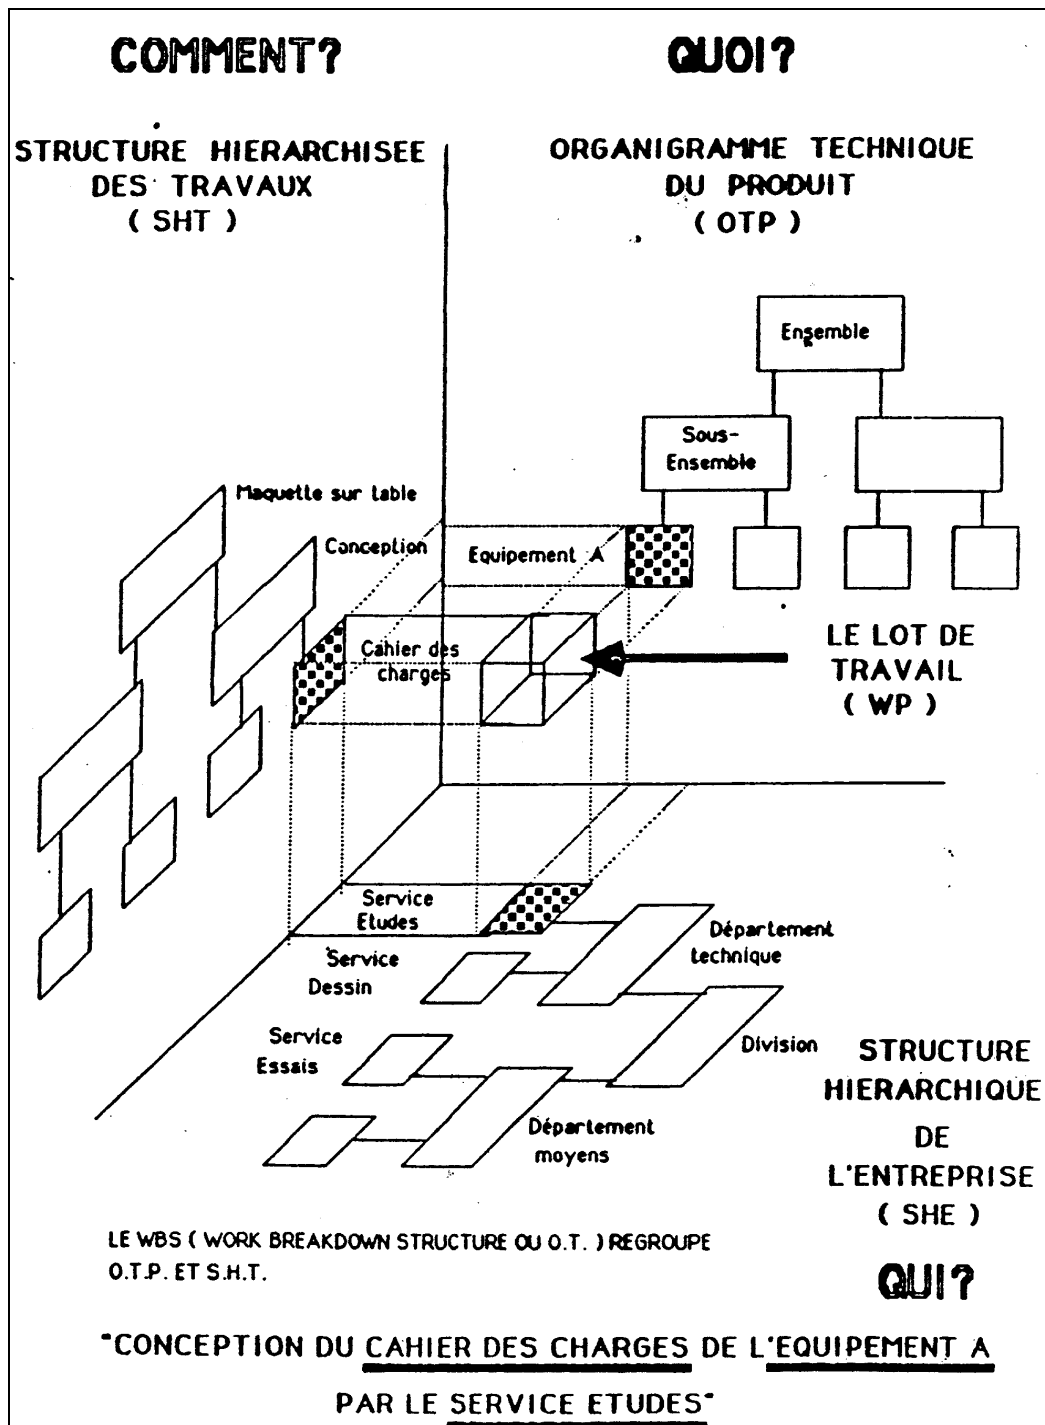 COMMENT?
QUOI?
STRUCTURE HIERARCHISEE
DES TRAVAUX
( SHT )
ORGANIGRAMME TECHNIQUE
DU PRODUIT
( OTP )
Ensemble
Sous-
Ensemble
Maquette sur table
Conception
Equipement A
Cahier des
charges
LE LOT DE
TRAVAIL
( WP )
Service
Etudes
Service
Dessin
Département
technique
Service
Essais
Division
Département
moyens
STRUCTURE
HIERARCHIQUE
DE
L'ENTREPRISE
( SHE )
QUI?
LE WBS ( WORK BREAKDOWN STRUCTURE OU O.T. ) REGROUPE
O.T.P. ET S.H.T.
"CONCEPTION DU CAHIER DES CHARGES DE L'EQUIPEMENT A
PAR LE SERVICE ETUDES"